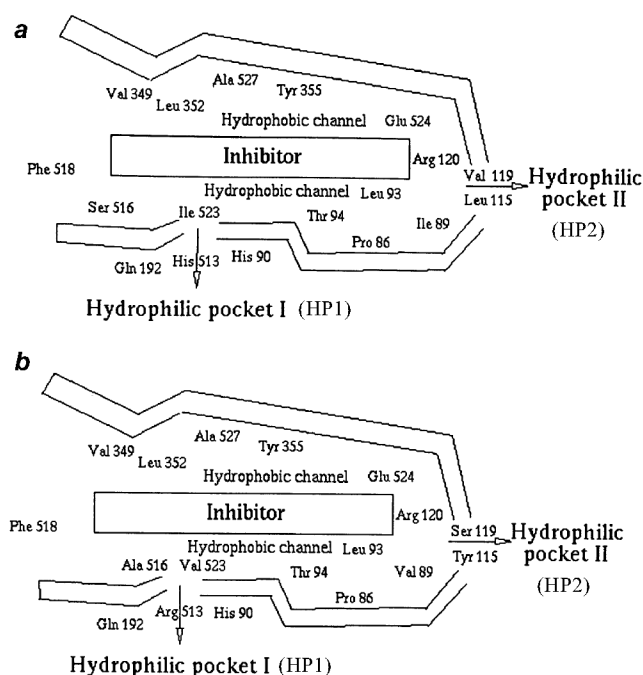 a
Ala 527
Tyr 355
Val 349
Leu 352
Hydrophobic channel
Glu 524
Inhibitor
Arg 120
Phe 518
Val 119
Hydrophilic
Hydrophobic channel
Leu 93
Leu 115
pocket II
Ser 516
Ile 523
Thr 94
Ile 89
(HP2)
Pro 86
Gln 192
His 513
His 90
Hydrophilic pocket I (HP1)
b
Ala 527
Tyr 355
Val 349
Leu 352
Hydrophobic channel
Glu 524
Inhibitor
Arg 120
Phe 518
Ser 119
Hydrophilic
Hydrophobic channel
Leu 93
Tyr 115
pocket II
Ala 516
Val 523
Thr 94
Val 89
(HP2)
Pro 86
Gln 192
Arg 513
His 90
Hydrophilic pocket I (HP1)